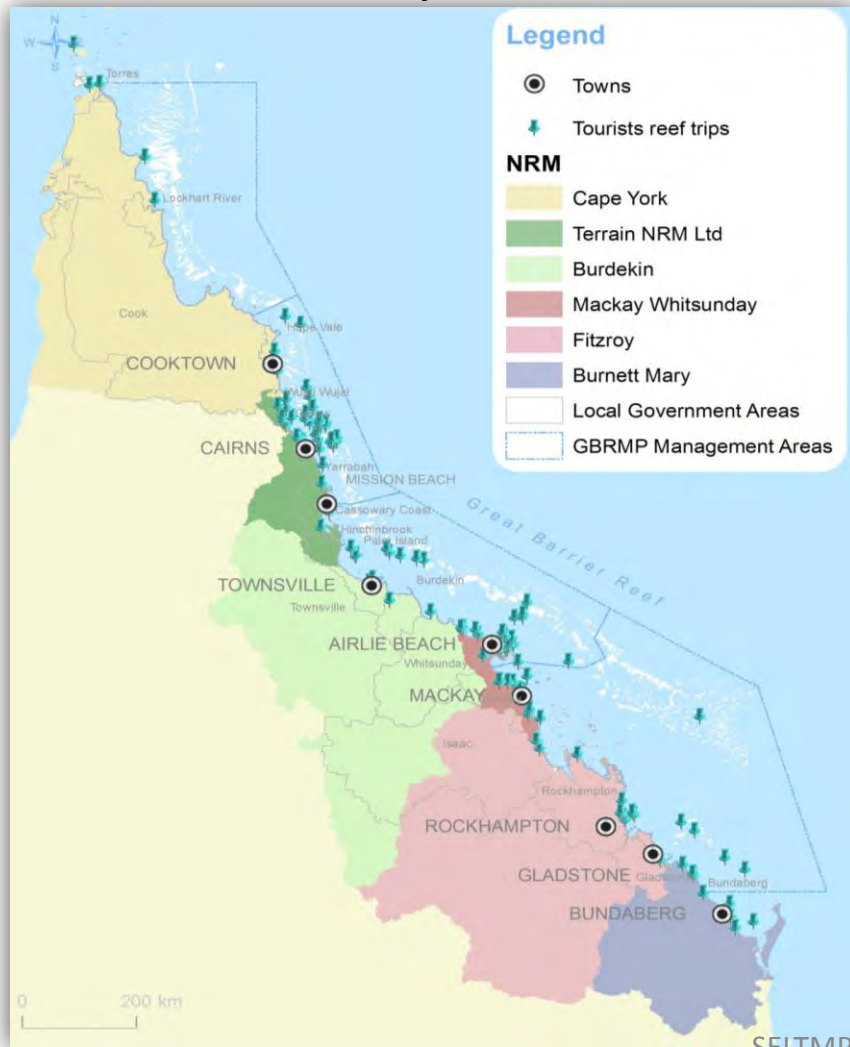 Legend
Towns
Tourists reef trips
NRM
Cape York
Terrain NRM Ltd
Burdekin
Mackay Whitsunday
Fitzroy
Burnett Mary
Local Government Areas
GBRMP Management Areas
N
W
S
Torres
Lockhart River
Cook
Hope Vale
COOKTOWN
Wujal Wujal
CAIRNS
Yarrabah
MISSION BEACH
Cassowary Coast
Hinchinbrook
Palm Island
Great Barrier Reef
TOWNSVILLE
Burdekin
Townsville
AIRLIE BEACH
Whitsunday
MACKAY
Isaac
Rockhampton
ROCKHAMPTON
GLADSTONE
Bundaberg
BUNDABERG
0 200 km